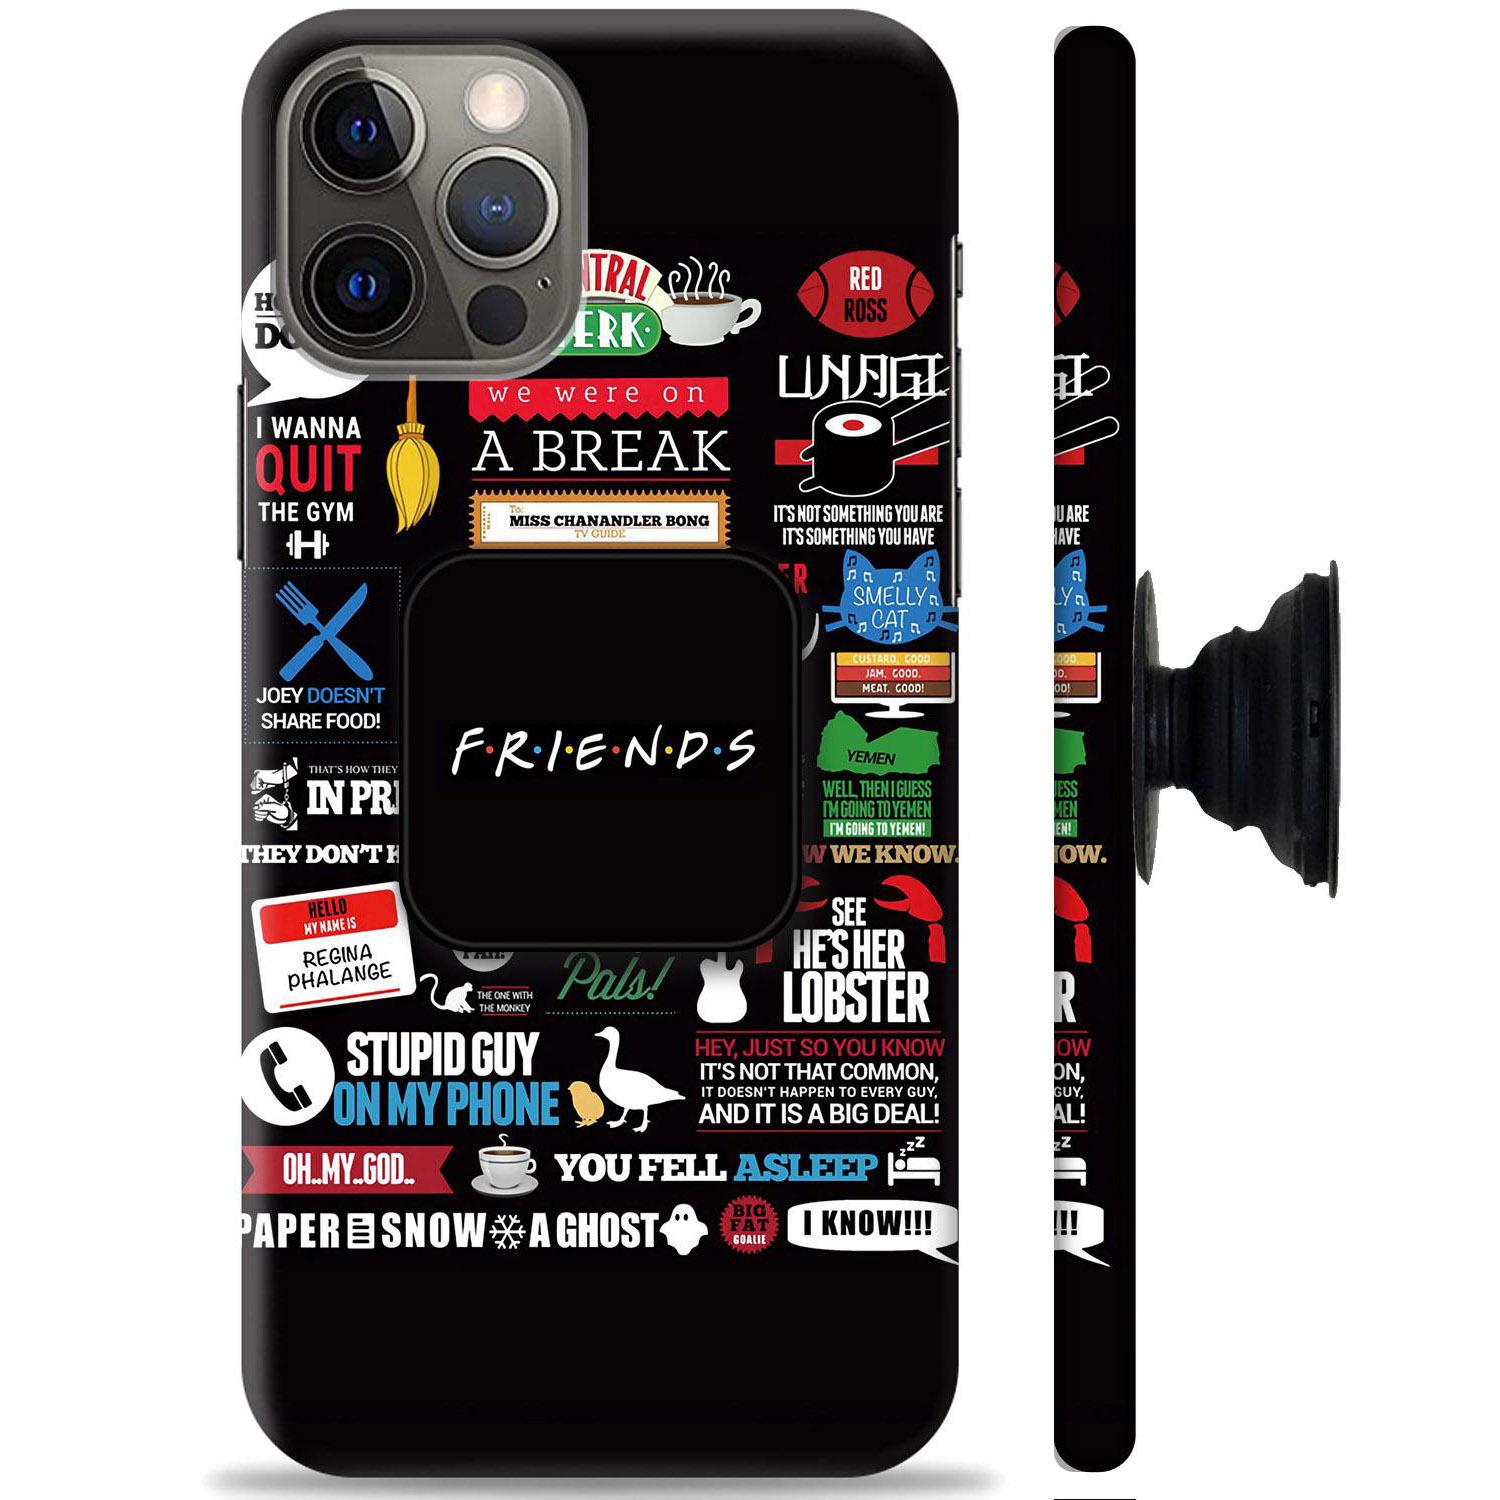 we were on
A BREAK
To:
MISS CHANANDLER BONG
TV GUIDE
RED
ROSS
UNAGI
IT'S NOT SOMETHING YOU ARE
IT'S SOMETHING YOU HAVE
I WANNA
QUIT
THE GYM
JOEY DOESN'T
SHARE FOOD!
SMELLY
CAT
CUSTARD, GOOD.
JAM, GOOD.
MEAT, GOOD!
F·R·I·E·N·D·S
YEMEN
WELL, THEN I GUESS
I'M GOING TO YEMEN
I'M GOING TO YEMEN!
THAT'S HOW THEY
IN PRI
THEY DON'T K
W WE KNOW.
HELLO
MY NAME IS
REGINA
PHALANGE
THE ONE WITH
THE MONKEY
Pals!
SEE
HE'S HER
LOBSTER
STUPID GUY
ON MY PHONE
HEY, JUST SO YOU KNOW
IT'S NOT THAT COMMON,
IT DOESN'T HAPPEN TO EVERY GUY,
AND IT IS A BIG DEAL!
OH..MY..GOD..
YOU FELL ASLEEP
zzz
PAPER SNOW A GHOST
BIG
FAT
GOALIE
I KNOW!!!